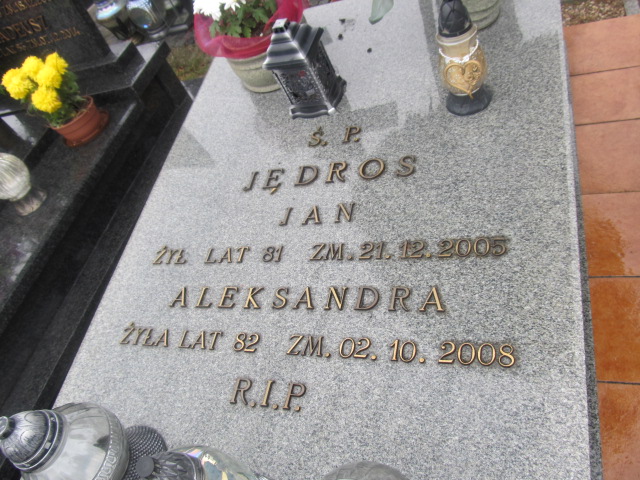 Ś. P.
JĘDROS
JAN
ŻYŁ LAT 81 ZM. 21.12.2005
ALEKSANDRA
ŻYŁA LAT 82 ZM. 02.10.2008
R.I.P.